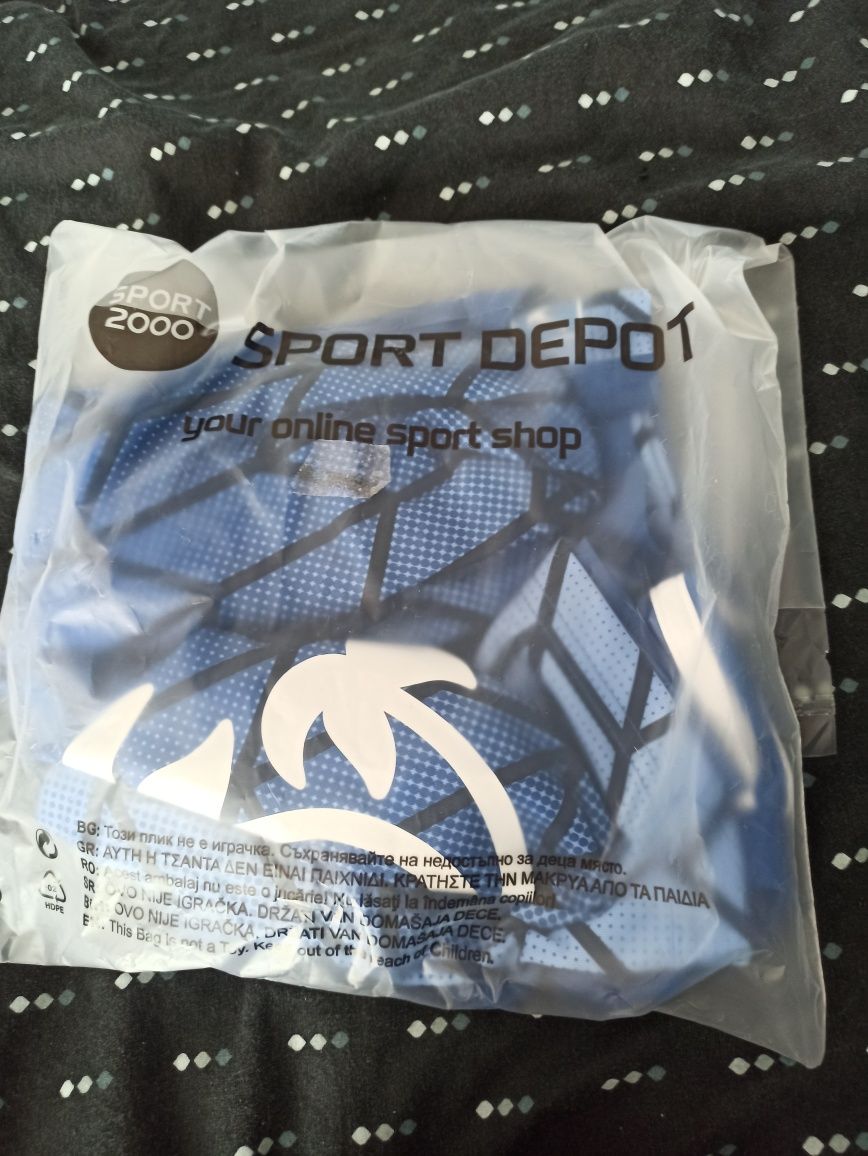 SPORT
2000
SPORT DEPOT
your online sport shop
BG: Този плик не е играчка. Съхранявайте на недостъпно за деца място.
GR: ΑΥΤΗ Η ΤΣΑΝΤΑ ΔΕΝ ΕΙΝΑΙ ΠΑΙΧΝΙΔΙ. ΚΡΑΤΗΣΤΕ ΤΗΝ ΜΑΚΡΥΑ ΑΠΟ ΤΑ ΠΑΙΔΙΑ
RO: Acest ambalaj nu este o jucărie! Nu lăsați la îndemâna copiilor!
SR: OVO NIJE IGRAČKA. DRŽATI VAN DOMAŠAJA DECE.
OVO NIJE IGRAČKA. DRŽATI VAN DOMAŠAJA DECE.
This Bag is not a Toy. Keep out of the reach of Children.
02
HDPE